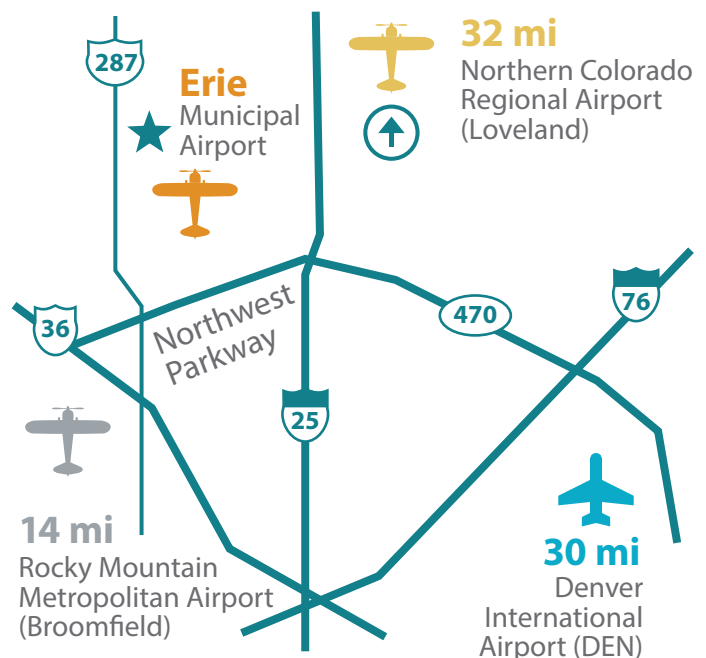 287
Erie
Municipal
Airport
32 mi
Northern Colorado
Regional Airport
(Loveland)
36
Northwest
Parkway
470
76
25
14 mi
Rocky Mountain
Metropolitan Airport
(Broomfield)
30 mi
Denver
International
Airport (DEN)